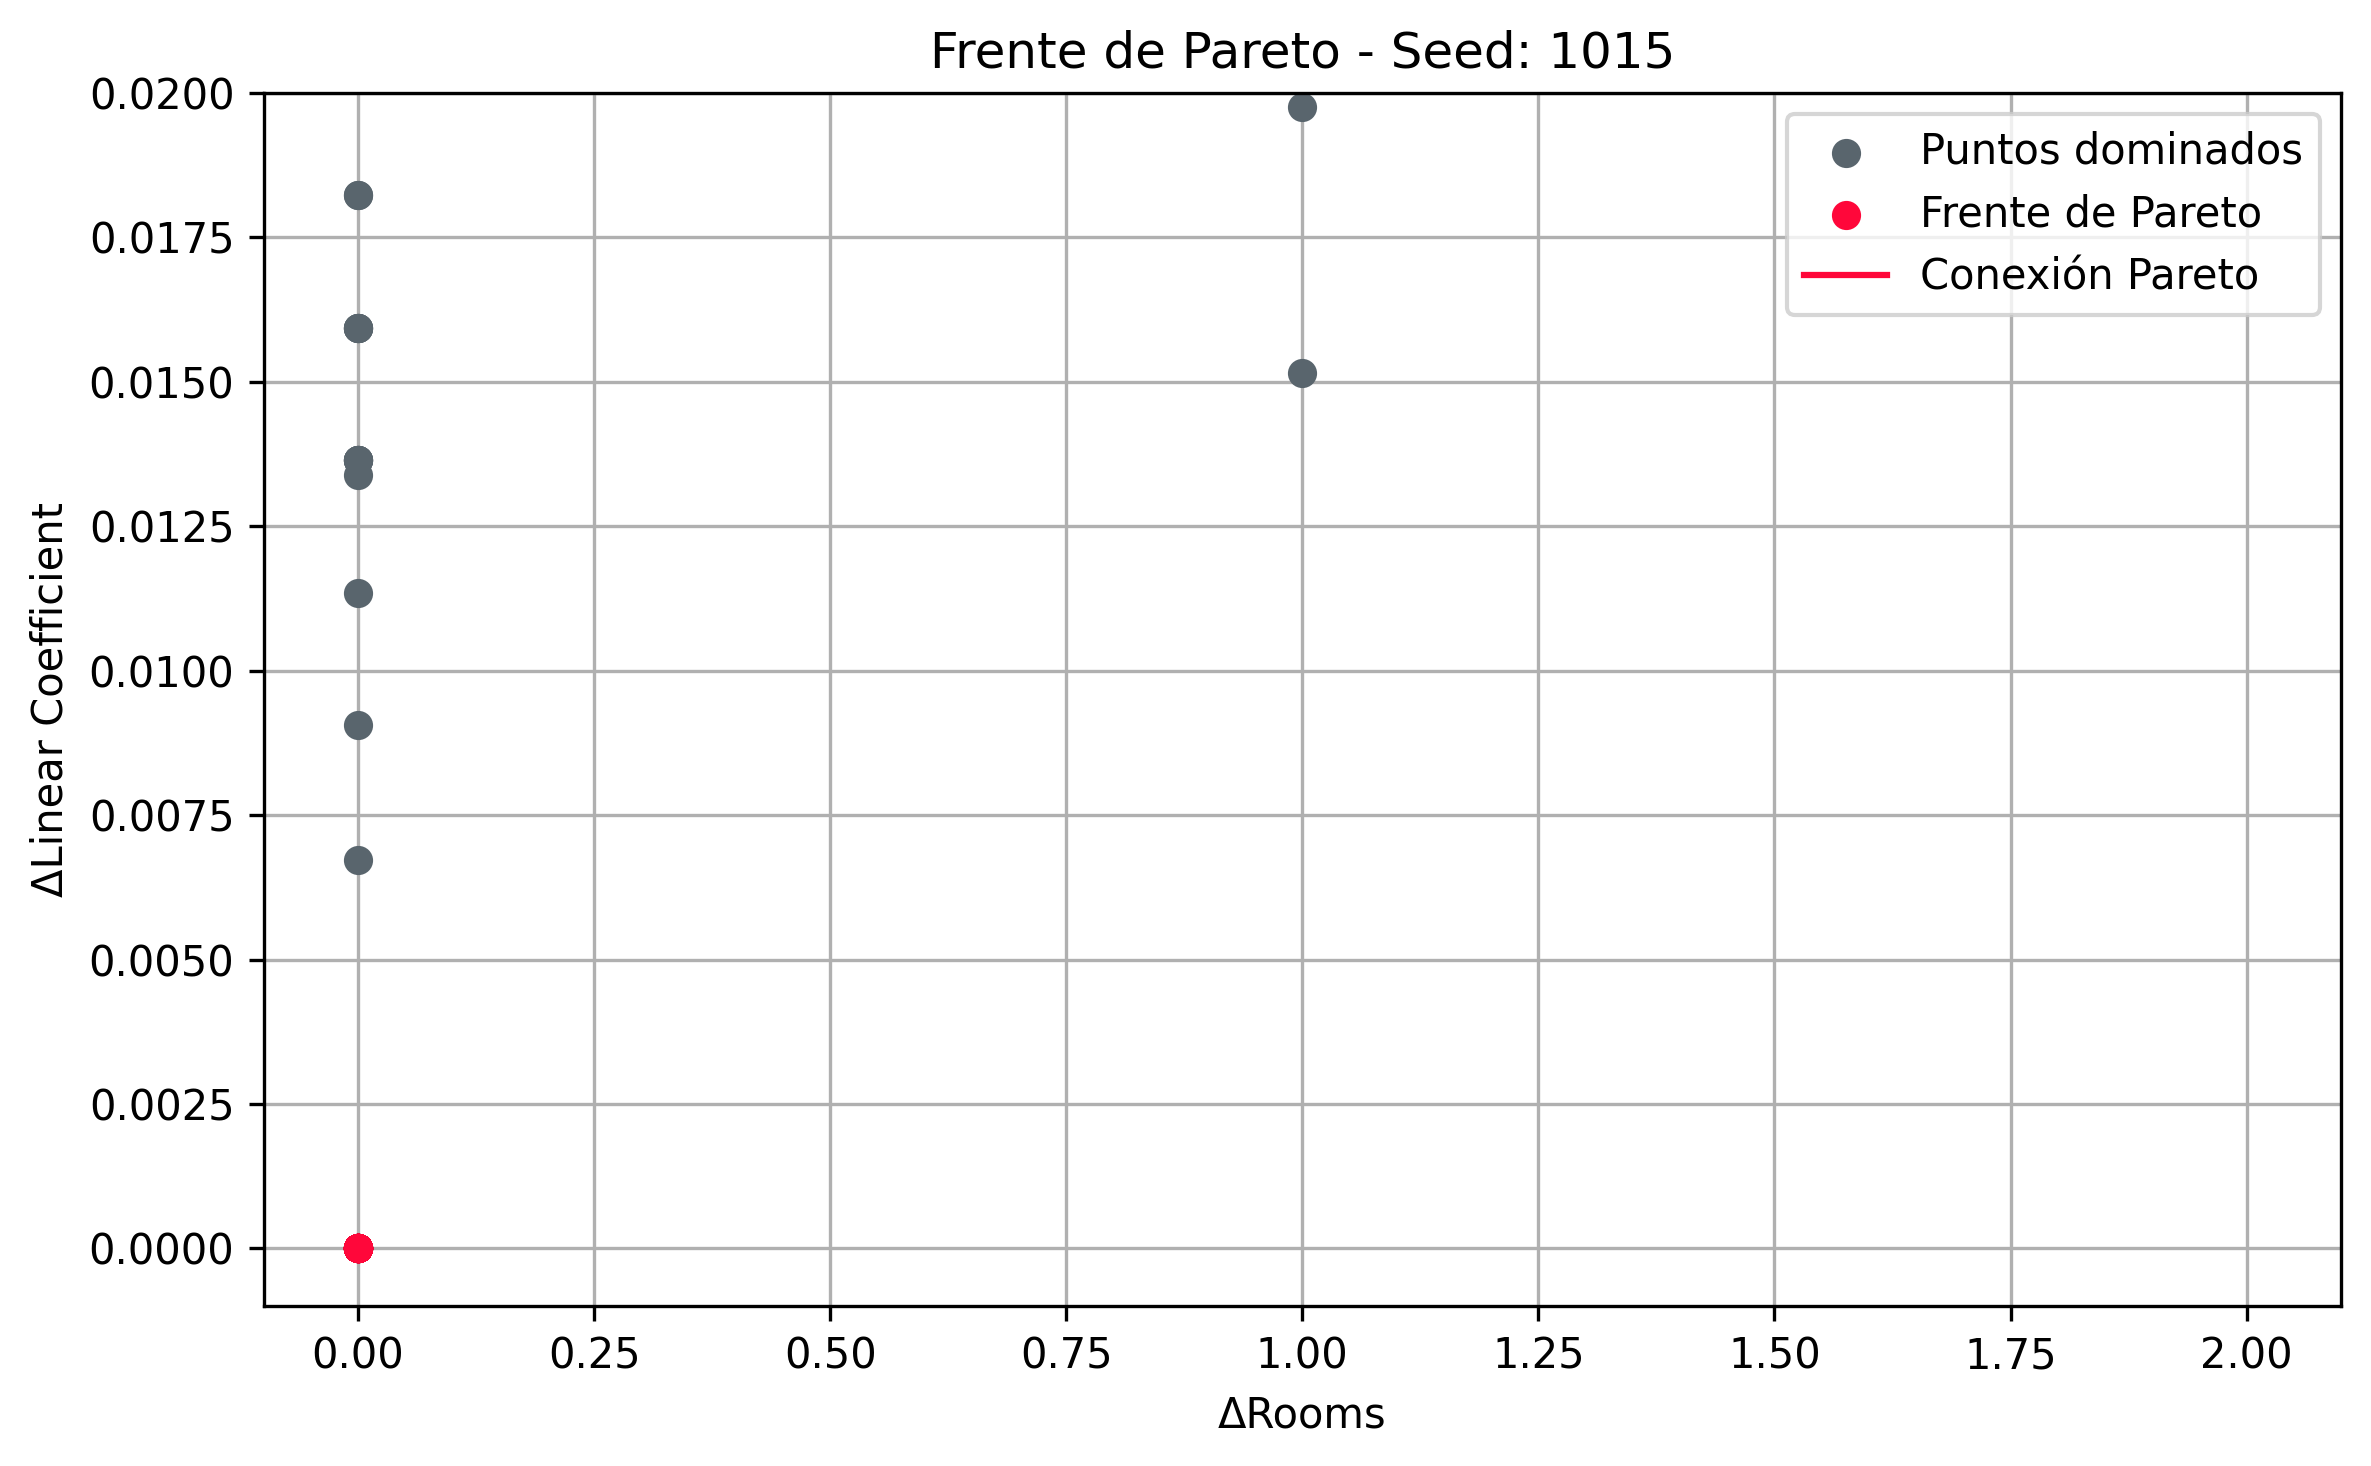 Frente de Pareto - Seed: 1015
0.0200
0.0175
0.0150
0.0125
0.0100
0.0075
0.0050
0.0025
0.0000
ΔLinear Coefficient
Puntos dominados
Frente de Pareto
Conexión Pareto
0.00 0.25 0.50 0.75 1.00 1.25 1.50 1.75 2.00
ΔRooms